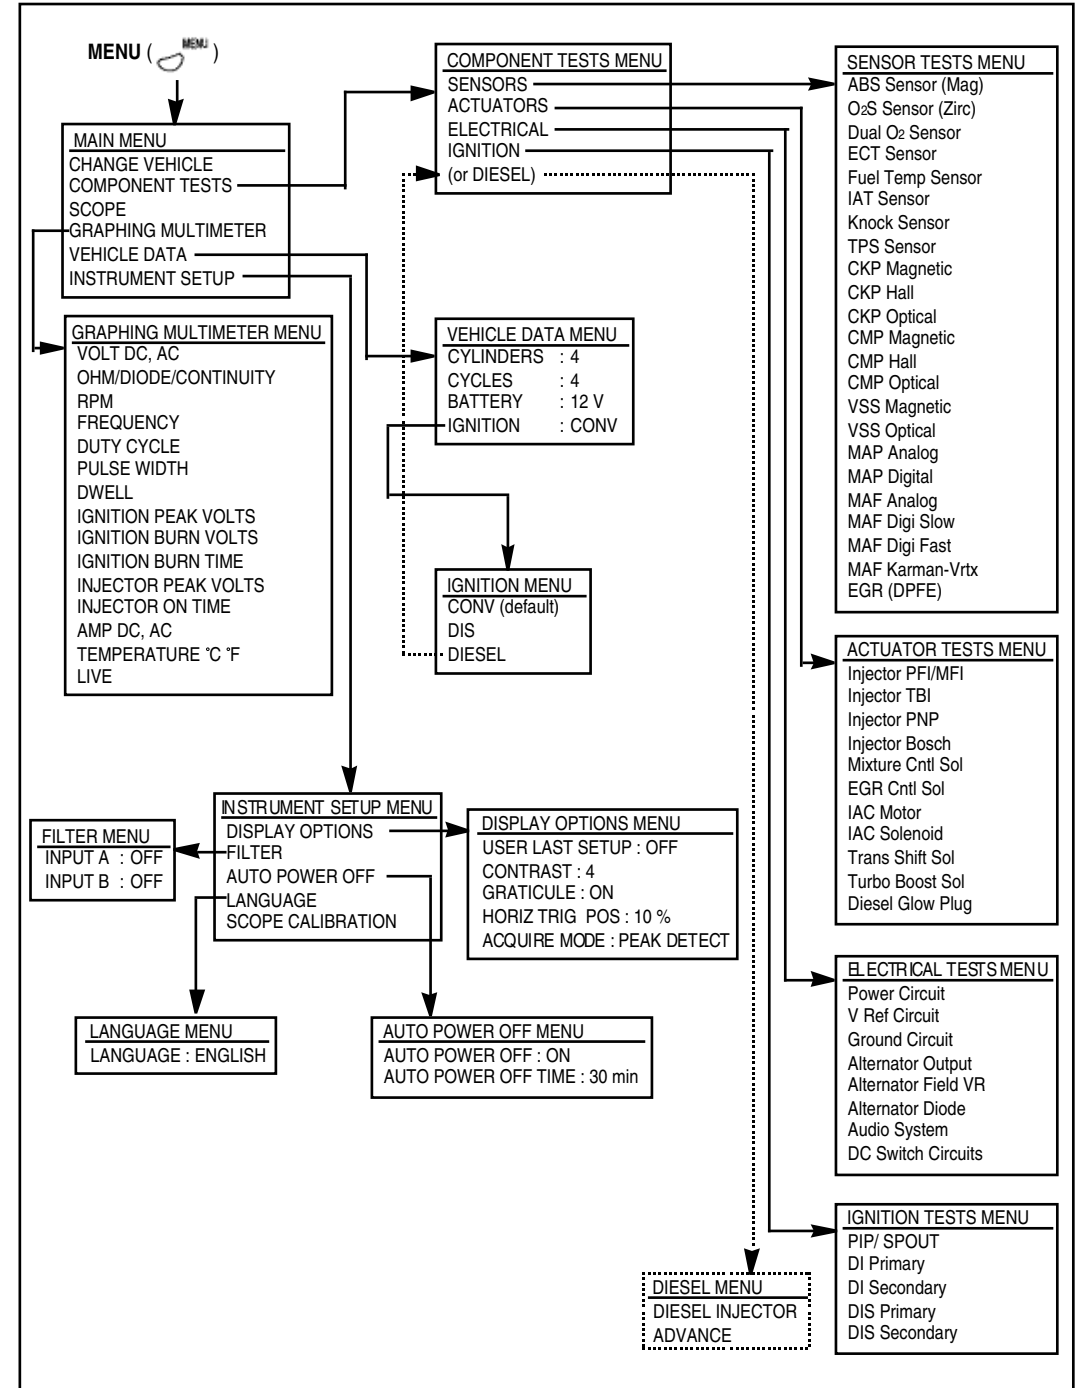 MENU ( MENU )
MAIN MENU
CHANGE VEHICLE
COMPONENT TESTS
SCOPE
GRAPHING MULTIMETER
VEHICLE DATA
INSTRUMENT SETUP
GRAPHING MULTIMETER MENU
VOLT DC, AC
OHM/DIODE/CONTINUITY
RPM
FREQUENCY
DUTY CYCLE
PULSE WIDTH
DWELL
IGNITION PEAK VOLTS
IGNITION BURN VOLTS
IGNITION BURN TIME
INJECTOR PEAK VOLTS
INJECTOR ON TIME
AMP DC, AC
TEMPERATURE °C °F
LIVE
COMPONENT TESTS MENU
SENSORS
ACTUATORS
ELECTRICAL
IGNITION
(or DIESEL)
VEHICLE DATA MENU
CYLINDERS : 4
CYCLES : 4
BATTERY : 12 V
IGNITION : CONV
IGNITION MENU
CONV (default)
DIS
DIESEL
INSTRUMENT SETUP MENU
DISPLAY OPTIONS
FILTER
AUTO POWER OFF
LANGUAGE
SCOPE CALIBRATION
FILTER MENU
INPUT A : OFF
INPUT B : OFF
DISPLAY OPTIONS MENU
USER LAST SETUP : OFF
CONTRAST : 4
GRATICULE : ON
HORIZ TRIG POS : 10 %
ACQUIRE MODE : PEAK DETECT
LANGUAGE MENU
LANGUAGE : ENGLISH
AUTO POWER OFF MENU
AUTO POWER OFF : ON
AUTO POWER OFF TIME : 30 min
SENSOR TESTS MENU
ABS Sensor (Mag)
O2S Sensor (Zirc)
Dual O2 Sensor
ECT Sensor
Fuel Temp Sensor
IAT Sensor
Knock Sensor
TPS Sensor
CKP Magnetic
CKP Hall
CKP Optical
CMP Magnetic
CMP Hall
CMP Optical
VSS Magnetic
VSS Optical
MAP Analog
MAP Digital
MAF Analog
MAF Digi Slow
MAF Digi Fast
MAF Karman-Vrtx
EGR (DPFE)
ACTUATOR TESTS MENU
Injector PFI/MFI
Injector TBI
Injector PNP
Injector Bosch
Mixture Cntl Sol
EGR Cntl Sol
IAC Motor
IAC Solenoid
Trans Shift Sol
Turbo Boost Sol
Diesel Glow Plug
ELECTRICAL TESTS MENU
Power Circuit
V Ref Circuit
Ground Circuit
Alternator Output
Alternator Field VR
Alternator Diode
Audio System
DC Switch Circuits
IGNITION TESTS MENU
PIP/ SPOUT
DI Primary
DI Secondary
DIS Primary
DIS Secondary
DIESEL MENU
DIESEL INJECTOR
ADVANCE